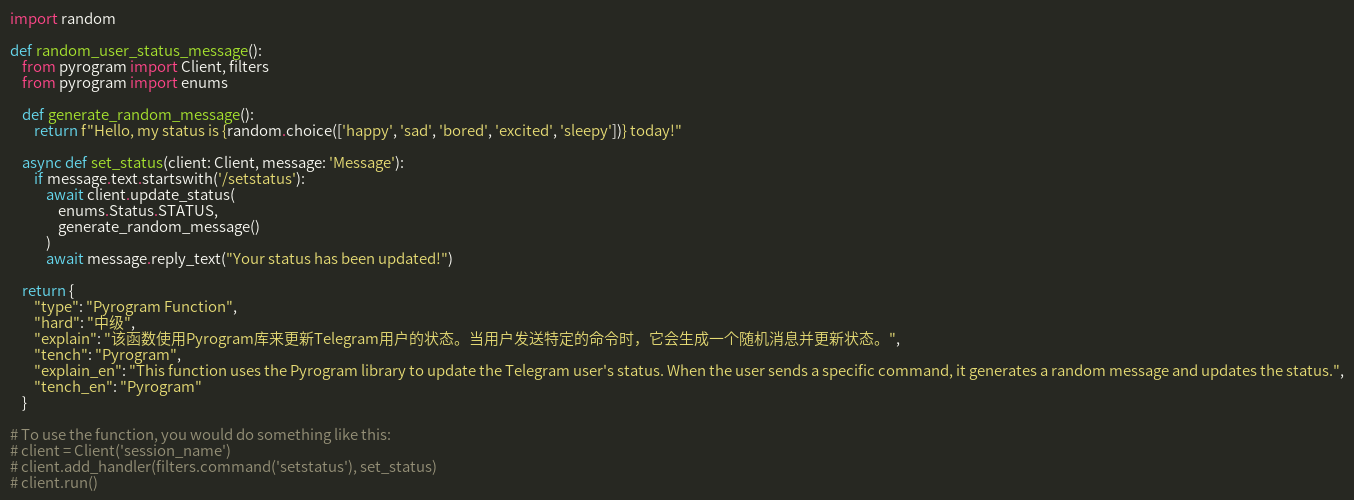 import random
def random_user_status_message():
from pyrogram import Client, filters
from pyrogram import enums
def generate_random_message():
return f"Hello, my status is {random.choice(['happy', 'sad', 'bored', 'excited', 'sleepy'])} today!"
async def set_status(client: Client, message: 'Message'):
if message.text.startswith('/setstatus'):
await client.update_status(
enums.Status.STATUS,
generate_random_message()
)
await message.reply_text("Your status has been updated!")
return {
"type": "Pyrogram Function",
"hard": "中级",
"explain": "该函数使用Pyrogram库来更新Telegram用户的状态。当用户发送特定的命令时，它会生成一个随机消息并更新状态。",
"tench": "Pyrogram",
"explain_en": "This function uses the Pyrogram library to update the Telegram user's status. When the user sends a specific command, it generates a random message and updates the status.",
"tench_en": "Pyrogram"
}
# To use the function, you would do something like this:
# client = Client('session_name')
# client.add_handler(filters.command('setstatus'), set_status)
# client.run()